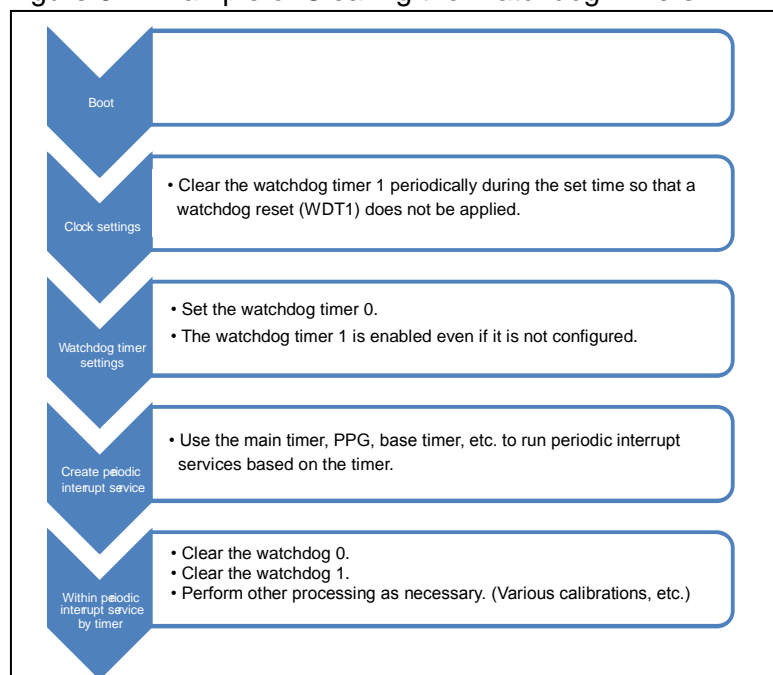 Boot
Clock settings
• Clear the watchdog timer 1 periodically during the set time so that a
watchdog reset (WDT1) does not be applied.
Watchdog timer
settings
• Set the watchdog timer 0.
• The watchdog timer 1 is enabled even if it is not configured.
Create periodic
interrupt service
• Use the main timer, PPG, base timer, etc. to run periodic interrupt
services based on the timer.
Within periodic
interrupt service
by timer
• Clear the watchdog 0.
• Clear the watchdog 1.
• Perform other processing as necessary. (Various calibrations, etc.)